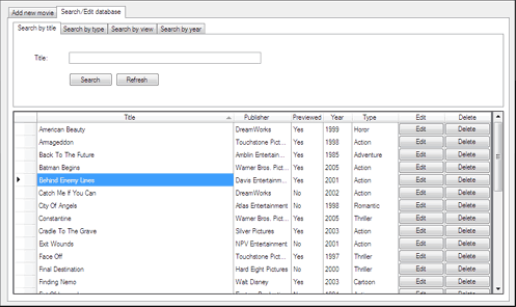 Add new movie Search/Edit database
Search by title Search by type Search by view Search by year
Title:
Search Refresh
Title Publisher Previewed Year Type Edit Delete
American Beauty DreamWorks Yes 1999 Horor Edit Delete
Amageddon Touchstone Pict... Yes 1998 Action Edit Delete
Back To The Future Amblin Entertain... Yes 1985 Adventure Edit Delete
Batman Begins Warner Bros. Pict... Yes 2005 Action Edit Delete
Behind Enemy Lines Davis Entertainm... Yes 2001 Action Edit Delete
Catch Me If You Can DreamWorks No 2002 Action Edit Delete
City Of Angels Atlas Entertainment No 1998 Romantic Edit Delete
Constantine Warner Bros. Pict... Yes 2005 Thriller Edit Delete
Cradle To The Grave Silver Pictures Yes 2003 Action Edit Delete
Exit Wounds NPV Entertainment No 2001 Action Edit Delete
Face Off Touchstone Pict... Yes 1997 Thriller Edit Delete
Final Destination Hard Eight Pictures No 2000 Thriller Edit Delete
Finding Nemo Walt Disney Yes 2003 Cartoon Edit Delete